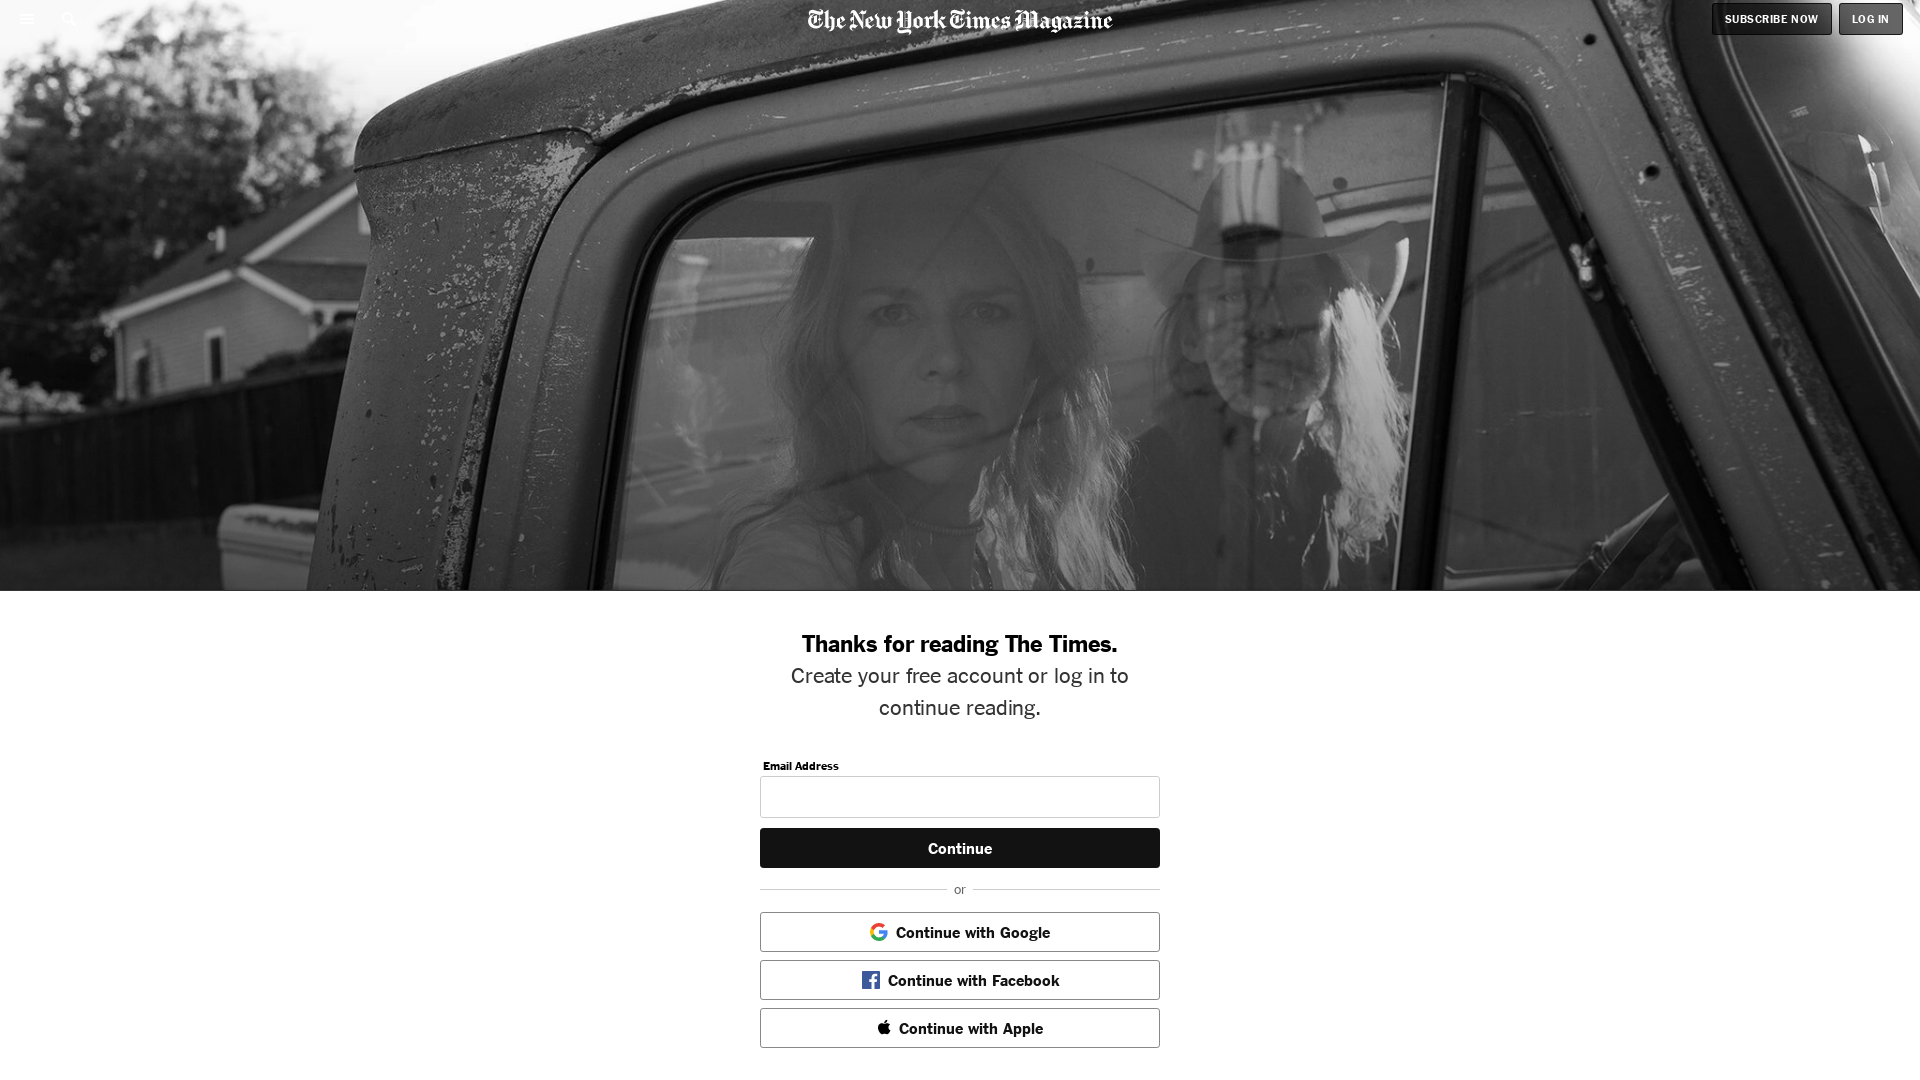 The New York Times Magazine
SUBSCRIBE NOW
LOG IN
Thanks for reading The Times.
Create your free account or log in to
continue reading.
Email Address
Continue
or
Continue with Google
Continue with Facebook
Continue with Apple